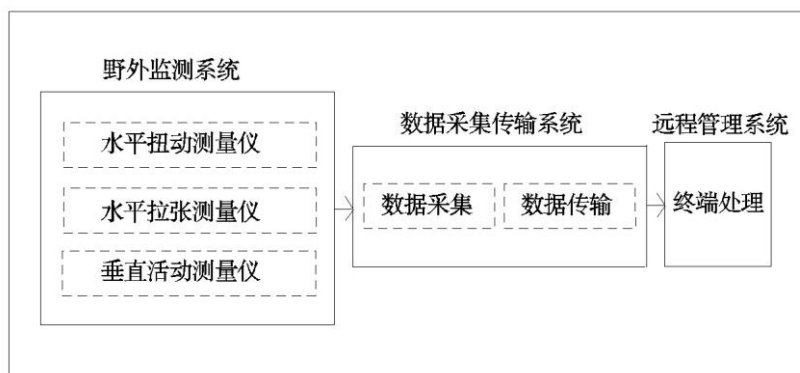 野外监测系统
水平扭动测量仪
水平拉张测量仪
垂直活动测量仪
数据采集传输系统
数据采集
数据传输
远程管理系统
终端处理